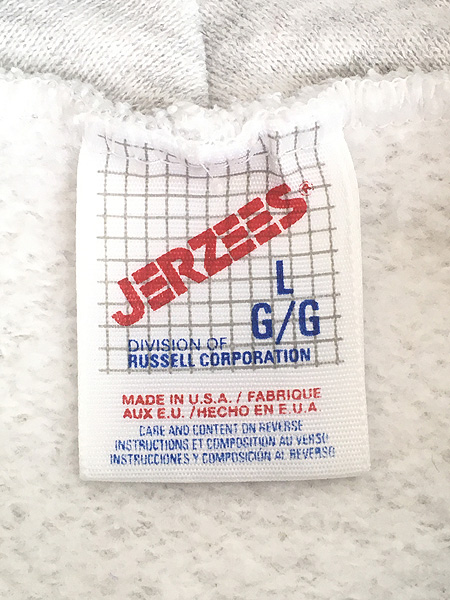 JERZEES®
L
G/G
DIVISION OF
RUSSELL CORPORATION
MADE IN U.S.A. / FABRIQUE
AUX E.U. / HECHO EN E.U.A
CARE AND CONTENT ON REVERSE
INSTRUCTIONS ET COMPOSITION AU VERSO
INSTRUCCIONES Y COMPOSICIÓN AL REVERSO